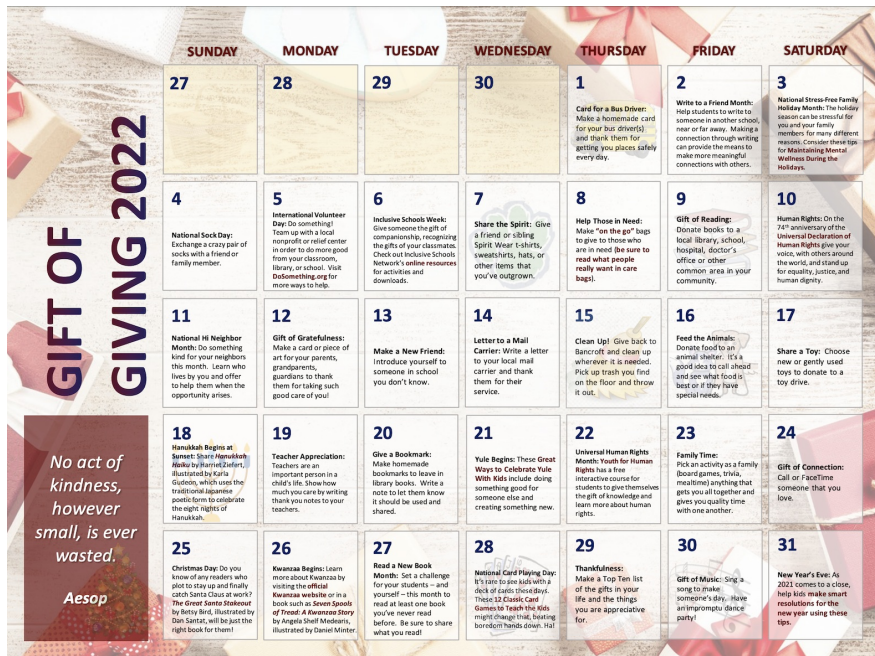 GIFT OF
GIVING 2022
SUNDAY
MONDAY
TUESDAY
WEDNESDAY
THURSDAY
FRIDAY
SATURDAY
27
28
29
30
1
Card for a Bus Driver:
Make a homemade card
for your bus driver(s)
and thank them for
getting you places safely
every day.
2
Write to a Friend Month:
Help students to write to
someone in another school,
near or far away. Making a
connection through writing
can provide the means to
make more meaningful
connections with others.
3
National Stress-Free Family
Holiday Month: The holiday
season can be stressful for
you and your family
members for many different
reasons. Consider these tips
for Maintaining Mental
Wellness During the
Holidays.
4
National Sock Day:
Exchange a crazy pair of
socks with a friend or
family member.
5
International Volunteer
Day: Do something!
Team up with a local
nonprofit or relief center
in order to do more good
from your classroom,
library, or school. Visit
DoSomething.org for
more ways to help.
6
Inclusive Schools Week:
Give someone the gift of
companionship, recognizing
the gifts of your classmates.
Check out Inclusive Schools
Network's online resources
for activities and
downloads.
7
Share the Spirit: Give
a friend or sibling
Spirit Wear t-shirts,
sweatshirts, hats, or
other items that
you've outgrown.
8
Help Those in Need:
Make "on the go" bags
to give to those who
are in need (be sure to
read what people
really want in care
bags).
9
Gift of Reading:
Donate books to a
local library, school,
hospital, doctor's
office or other
common area in your
community.
10
Human Rights: On the
74th anniversary of the
Universal Declaration of
Human Rights give your
voice, with others around
the world, and stand up
for equality, justice, and
human dignity.
11
National Hi Neighbor
Month: Do something
kind for your neighbors
this month. Learn who
lives by you and offer
to help them when the
opportunity arises.
12
Gift of Gratefulness:
Make a card or piece of
art for your parents,
grandparents,
guardians to thank
them for taking such
good care of you!
13
Make a New Friend:
Introduce yourself to
someone in school
you don't know.
14
Letter to a Mail
Carrier: Write a letter
to your local mail
carrier and thank
them for their
service.
15
Clean Up! Give back to
Bancroft and clean up
wherever it is needed.
Pick up trash you find
on the floor and throw
it out.
16
Feed the Animals:
Donate food to an
animal shelter. It's a
good idea to call ahead
and see what food is
best or if they have
special needs.
17
Share a Toy: Choose
new or gently used
toys to donate to a
toy drive.
18
Hanukkah Begins at
Sunset: Share Hanukkah
Haiku by Harriet Ziefert,
illustrated by Karla
Gudeon, which uses the
traditional Japanese
poetic form to celebrate
the eight nights of
Hanukkah.
19
Teacher Appreciation:
Teachers are an
important person in a
child's life. Show how
much you care by writing
thank you notes to your
teachers.
20
Give a Bookmark:
Make homemade
bookmarks to leave in
library books. Write a
note to let them know
it should be used and
shared.
21
Yule Begins: These Great
Ways to Celebrate Yule
With Kids include doing
something good for
someone else and
creating something new.
22
Universal Human Rights
Month: Youth for Human
Rights has a free
interactive course for
students to give themselves
the gift of knowledge and
learn more about human
rights.
23
Family Time:
Pick an activity as a family
(board games, trivia,
mealtime) anything that
gets you all together and
gives you quality time
with one another.
24
Gift of Connection:
Call or FaceTime
someone that you
love.
25
Christmas Day: Do you
know of any readers who
plot to stay up and finally
catch Santa Claus at work?
The Great Santa Stakeout
by Betsy Bird, illustrated by
Dan Santat, will be just the
right book for them!
26
Kwanzaa Begins: Learn
more about Kwanzaa by
visiting the official
Kwanzaa website or in a
book such as Seven Spools
of Tread: A Kwanzaa Story
by Angela Shelf Medearis,
illustrated by Daniel Minter.
27
Read a New Book
Month: Set a challenge
for your students – and
yourself – this month to
read at least one book
you've never read
before. Be sure to share
what you read!
28
National Card Playing Day:
It's rare to see kids with a
deck of cards these days.
These 12 Classic Card
Games to Teach the Kids
might change that, beating
boredom hands down. Ha!
29
Thankfulness:
Make a Top Ten list
of the gifts in your
life and the things
you are appreciative
for.
30
Gift of Music: Sing a
song to make
someone's day. Have
an impromptu dance
party!
31
New Year's Eve: As
2021 comes to a close,
help kids make smart
resolutions for the
new year using these
tips.
No act of
kindness,
however
small, is ever
wasted.
Aesop